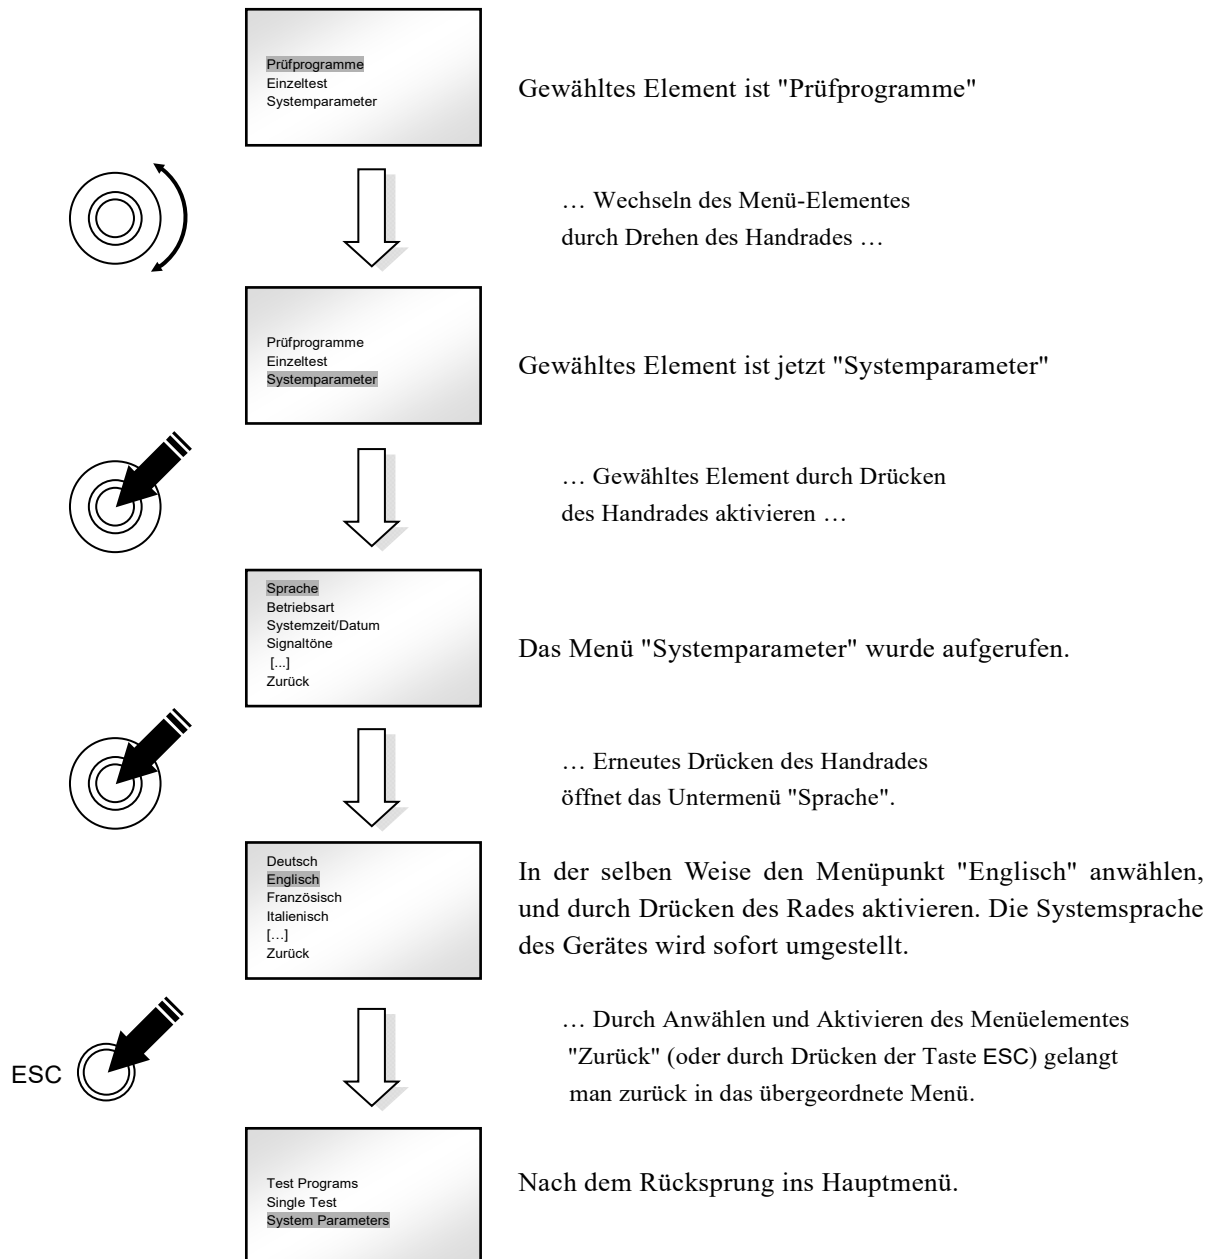 Prüfprogramme
Einzeltest
Systemparameter
Gewähltes Element ist "Prüfprogramme"
… Wechseln des Menü-Elementes
durch Drehen des Handrades …
Prüfprogramme
Einzeltest
Systemparameter
Gewähltes Element ist jetzt "Systemparameter"
… Gewähltes Element durch Drücken
des Handrades aktivieren …
Sprache
Betriebsart
Systemzeit/Datum
Signaltöne
[...]
Zurück
Das Menü "Systemparameter" wurde aufgerufen.
… Erneutes Drücken des Handrades
öffnet das Untermenü "Sprache".
Deutsch
Englisch
Französisch
Italienisch
[…]
Zurück
In der selben Weise den Menüpunkt "Englisch" anwählen,
und durch Drücken des Rades aktivieren. Die Systemsprache
des Gerätes wird sofort umgestellt.
ESC
… Durch Anwählen und Aktivieren des Menüelementes
"Zurück" (oder durch Drücken der Taste ESC) gelangt
man zurück in das übergeordnete Menü.
Test Programs
Single Test
System Parameters
Nach dem Rücksprung ins Hauptmenü.